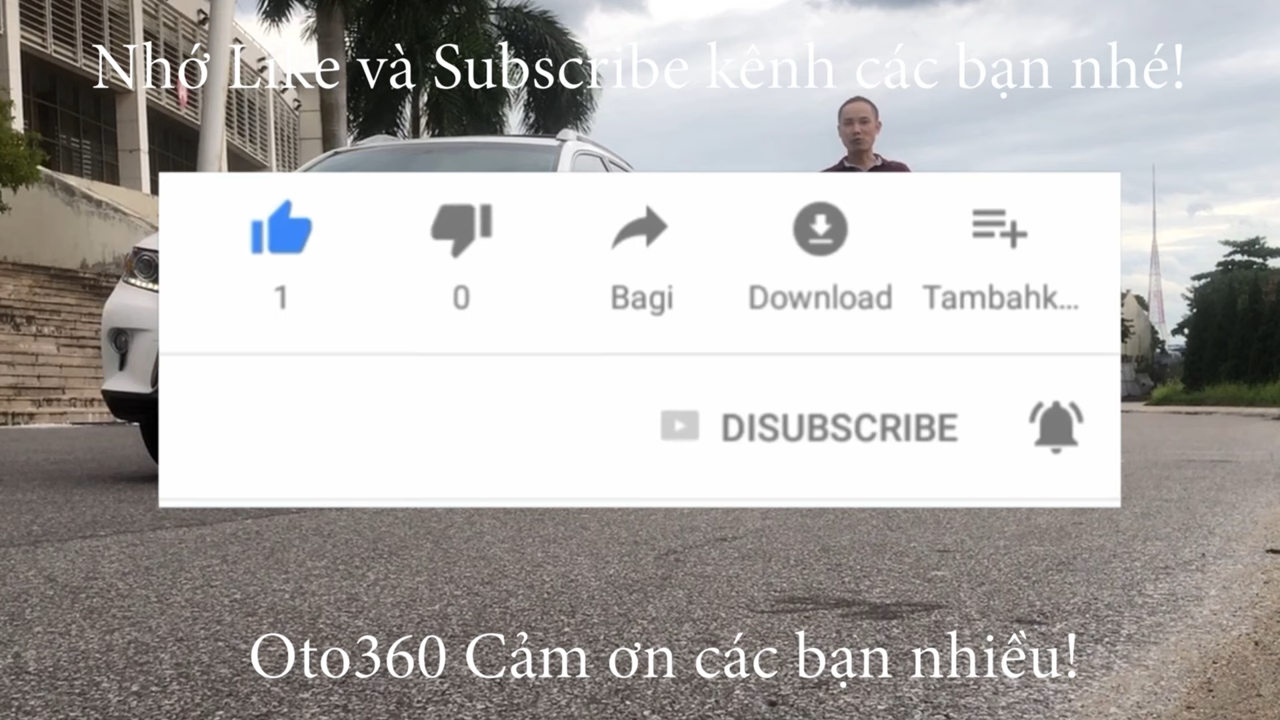 Nhớ Like và Subscribe kênh các bạn nhé!
1 0 Bagi Download Tambahk...
DISUBSCRIBE
Oto360 Cảm ơn các bạn nhiều!